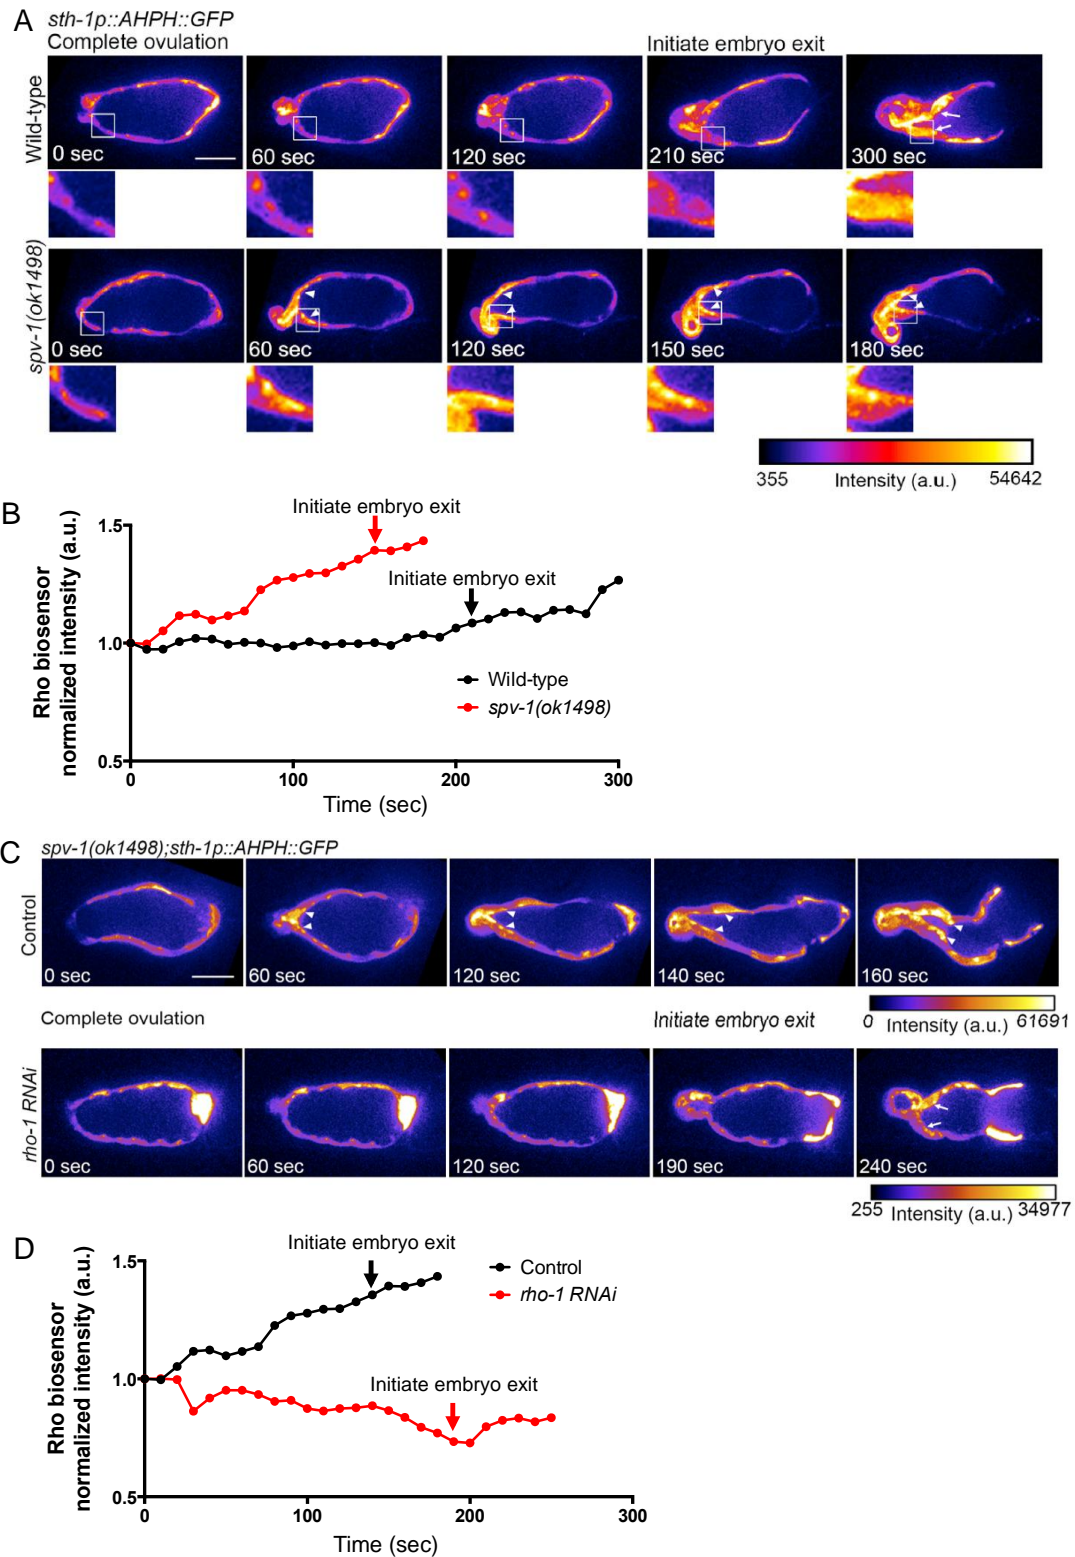 A
sth-1p::AHPH::GFP
Complete ovulation
Initiate embryo exit
Wild-type
0 sec
60 sec
120 sec
210 sec
300 sec
spv-1(ok1498)
0 sec
60 sec
120 sec
150 sec
180 sec
355
Intensity (a.u.)
54642
B
Initiate embryo exit
Initiate embryo exit
Rho biosensor
normalized intensity (a.u.)
1.5
1.0
0.5
Wild-type
spv-1(ok1498)
0
100
200
300
Time (sec)
C
spv-1(ok1498);sth-1p::AHPH::GFP
Control
0 sec
60 sec
120 sec
140 sec
160 sec
0 Intensity (a.u.) 61691
Complete ovulation
Initiate embryo exit
rho-1 RNAi
0 sec
60 sec
120 sec
190 sec
240 sec
255 Intensity (a.u.) 34977
D
Initiate embryo exit
Control
rho-1 RNAi
Initiate embryo exit
Rho biosensor
normalized intensity (a.u.)
1.5
1.0
0.5
0
100
200
300
Time (sec)